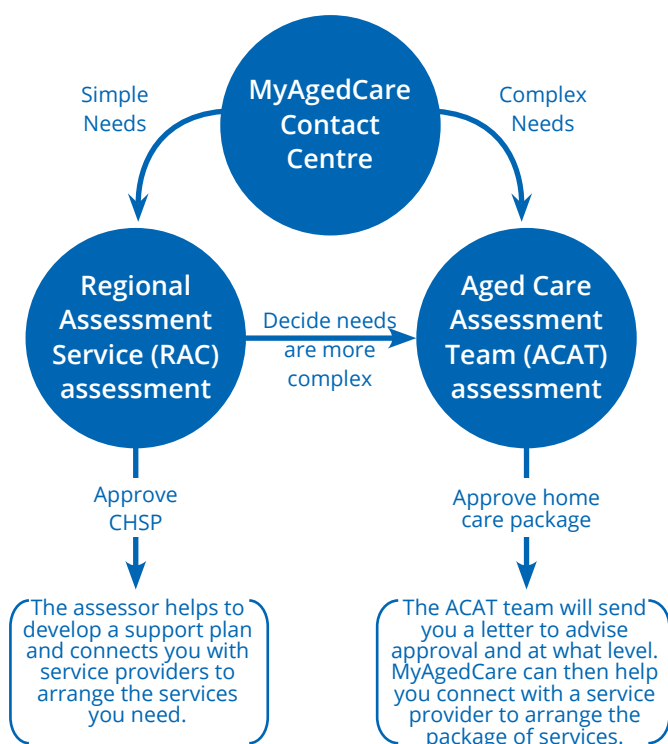 MyAgedCare
Contact
Centre
Simple
Needs
Complex
Needs
Regional
Assessment
Service (RAC)
assessment
Decide needs
are more
complex
Aged Care
Assessment
Team (ACAT)
assessment
Approve
CHSP
Approve home
care package
The assessor helps to
develop a support plan
and connects you with
service providers to
arrange the services
you need.
The ACAT team will send
you a letter to advise
approval and at what level.
MyAgedCare can then help
you connect with a service
provider to arrange the
package of services.